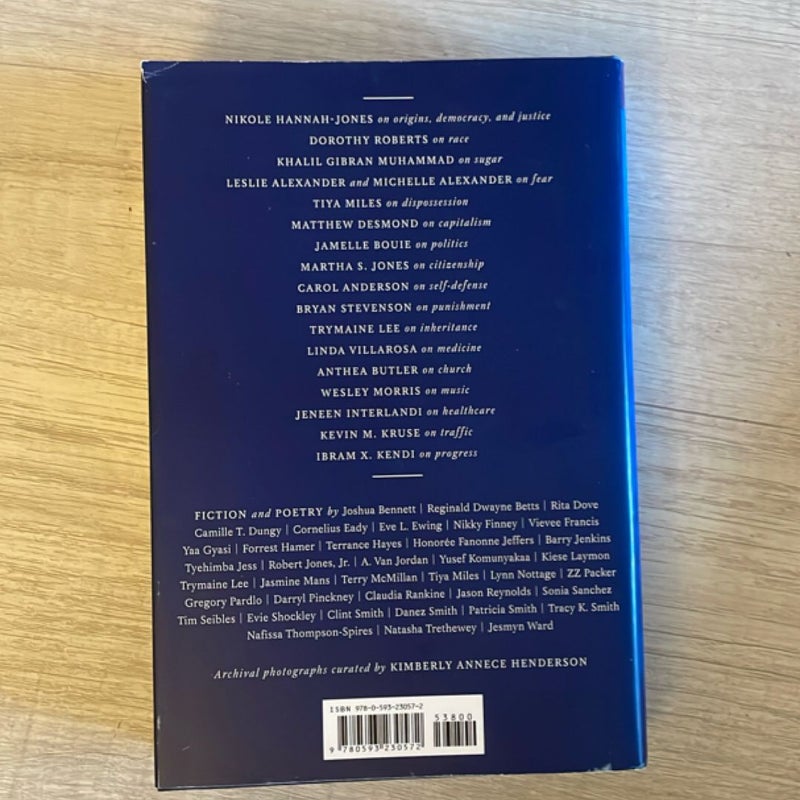 NIKOLE HANNAH-JONES on origins, democracy, and justice
DOROTHY ROBERTS on race
KHALIL GIBRAN MUHAMMAD on sugar
LESLIE ALEXANDER and MICHELLE ALEXANDER on fear
TIYA MILES on dispossession
MATTHEW DESMOND on capitalism
JAMELLE BOUIE on politics
MARTHA S. JONES on citizenship
CAROL ANDERSON on self-defense
BRYAN STEVENSON on punishment
TRYMAINE LEE on inheritance
LINDA VILLAROSA on medicine
ANTHEA BUTLER on church
WESLEY MORRIS on music
JENEEN INTERLANDI on healthcare
KEVIN M. KRUSE on traffic
IBRAM X. KENDI on progress
FICTION and POETRY by Joshua Bennett | Reginald Dwayne Betts | Rita Dove
Camille T. Dungy | Cornelius Eady | Eve L. Ewing | Nikky Finney | Vievee Francis
Yaa Gyasi | Forrest Hamer | Terrance Hayes | Honorée Fanonne Jeffers | Barry Jenkins
Tyehimba Jess | Robert Jones, Jr. | A. Van Jordan | Yusef Komunyakaa | Kiese Laymon
Trymaine Lee | Jasmine Mans | Terry McMillan | Tiya Miles | Lynn Nottage | ZZ Packer
Gregory Pardlo | Darryl Pinckney | Claudia Rankine | Jason Reynolds | Sonia Sanchez
Tim Seibles | Evie Shockley | Clint Smith | Danez Smith | Patricia Smith | Tracy K. Smith
Nafissa Thompson-Spires | Natasha Trethewey | Jesmyn Ward
Archival photographs curated by KIMBERLY ANNECE HENDERSON
ISBN 978-0-593-23057-2
53800
9 780593 230572